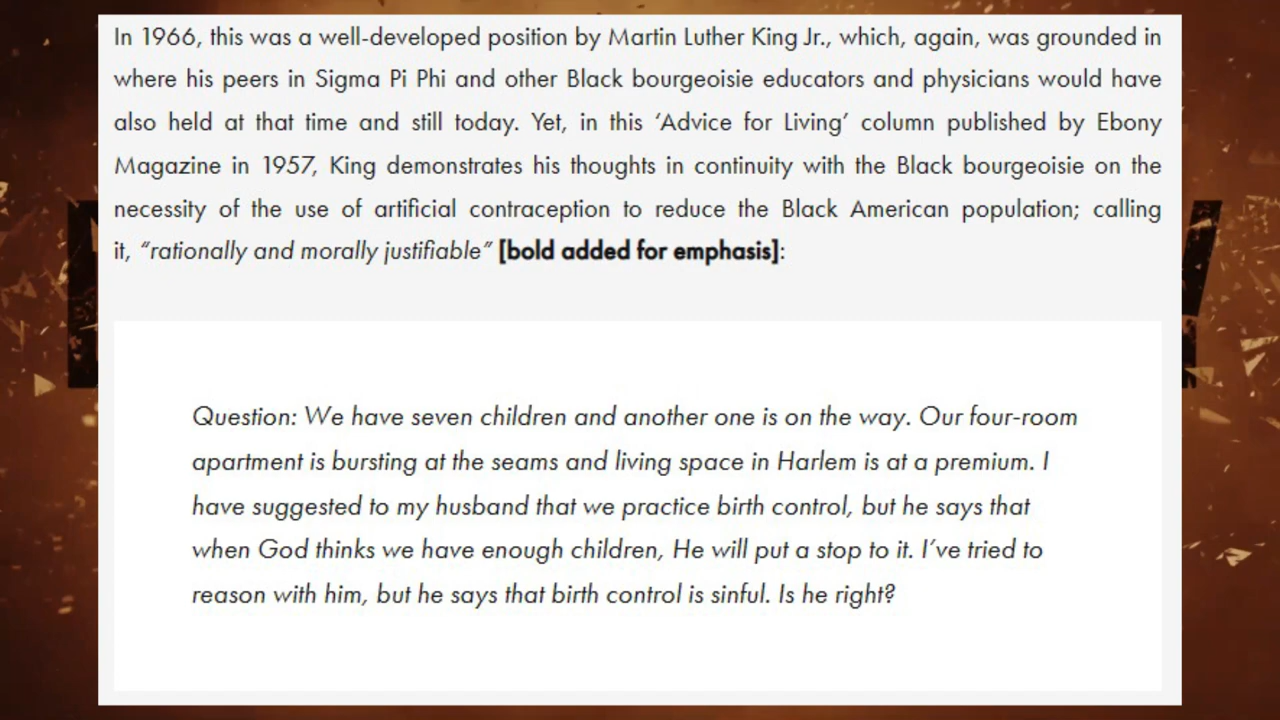 In 1966, this was a well-developed position by Martin Luther King Jr., which, again, was grounded in
where his peers in Sigma Pi Phi and other Black bourgeoisie educators and physicians would have
also held at that time and still today. Yet, in this ‘Advice for Living’ column published by Ebony
Magazine in 1957, King demonstrates his thoughts in continuity with the Black bourgeoisie on the
necessity of the use of artificial contraception to reduce the Black American population; calling
it, “rationally and morally justifiable” [bold added for emphasis]:
Question: We have seven children and another one is on the way. Our four-room
apartment is bursting at the seams and living space in Harlem is at a premium. I
have suggested to my husband that we practice birth control, but he says that
when God thinks we have enough children, He will put a stop to it. I’ve tried to
reason with him, but he says that birth control is sinful. Is he right?